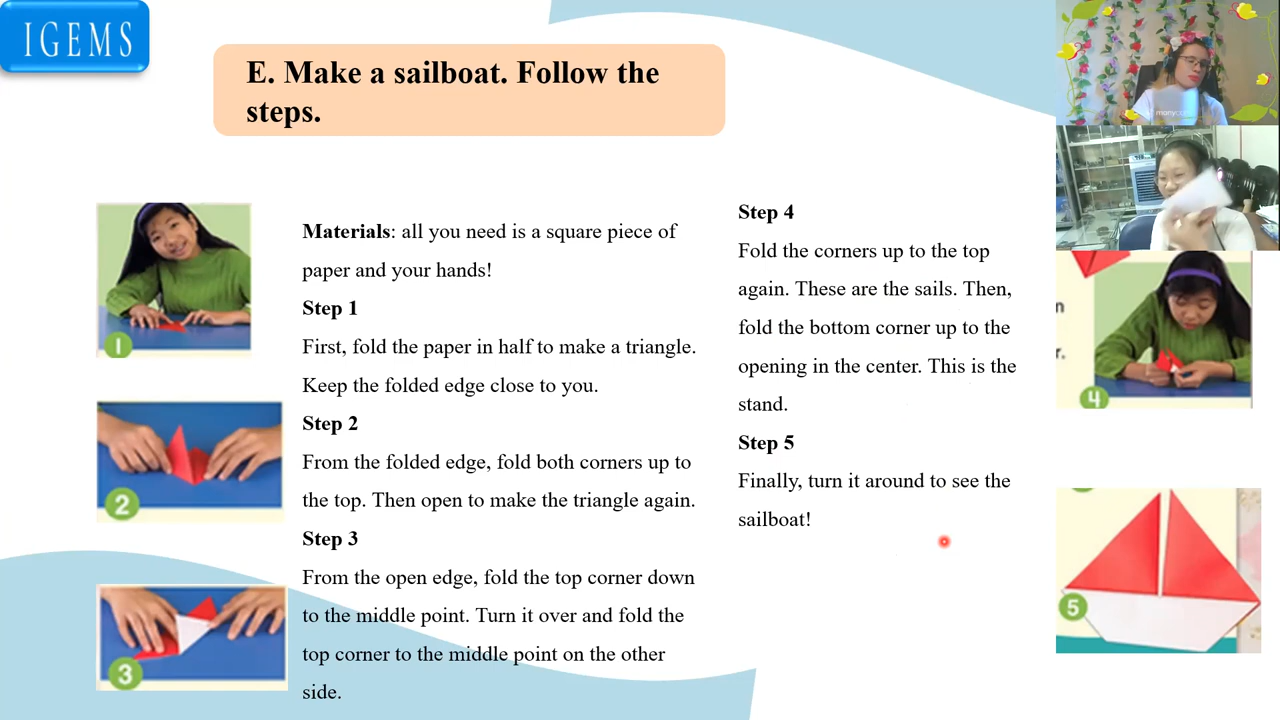 IGEMS
E. Make a sailboat. Follow the
steps.
Materials: all you need is a square piece of
paper and your hands!
Step 1
First, fold the paper in half to make a triangle.
Keep the folded edge close to you.
Step 2
From the folded edge, fold both corners up to
the top. Then open to make the triangle again.
Step 3
From the open edge, fold the top corner down
to the middle point. Turn it over and fold the
top corner to the middle point on the other
side.
Step 4
Fold the corners up to the top
again. These are the sails. Then,
fold the bottom corner up to the
opening in the center. This is the
stand.
Step 5
Finally, turn it around to see the
sailboat!
1
2
3
4
5